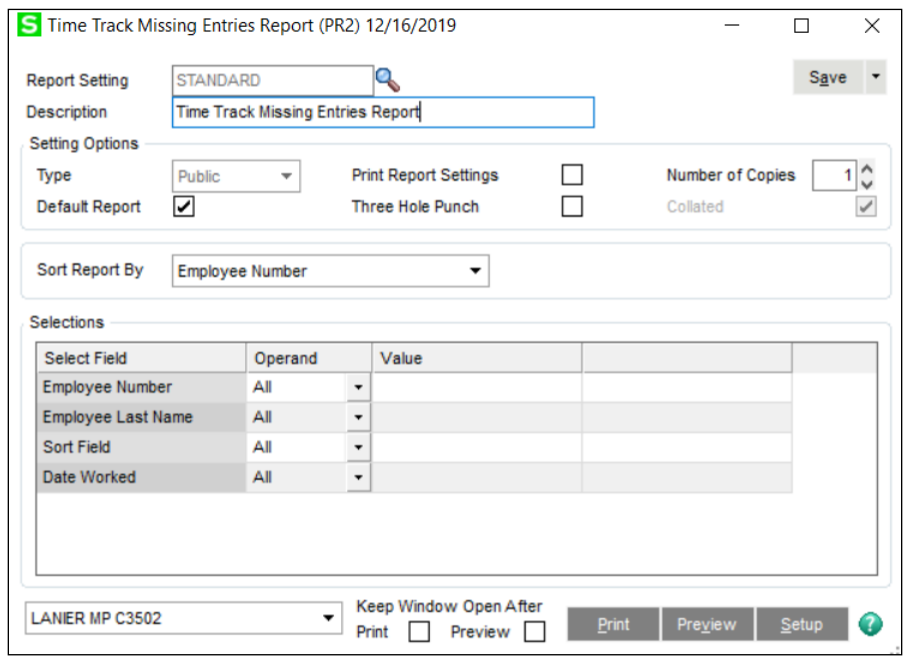 S Time Track Missing Entries Report (PR2) 12/16/2019
Report Setting STANDARD Save
Description Time Track Missing Entries Report
Setting Options
Type Public Print Report Settings Number of Copies 1
Default Report Three Hole Punch Collated
Sort Report By Employee Number
Selections
Select Field Operand Value
Employee Number All
Employee Last Name All
Sort Field All
Date Worked All
LANIER MP C3502 Keep Window Open After
Print Preview Print Preview Setup ?